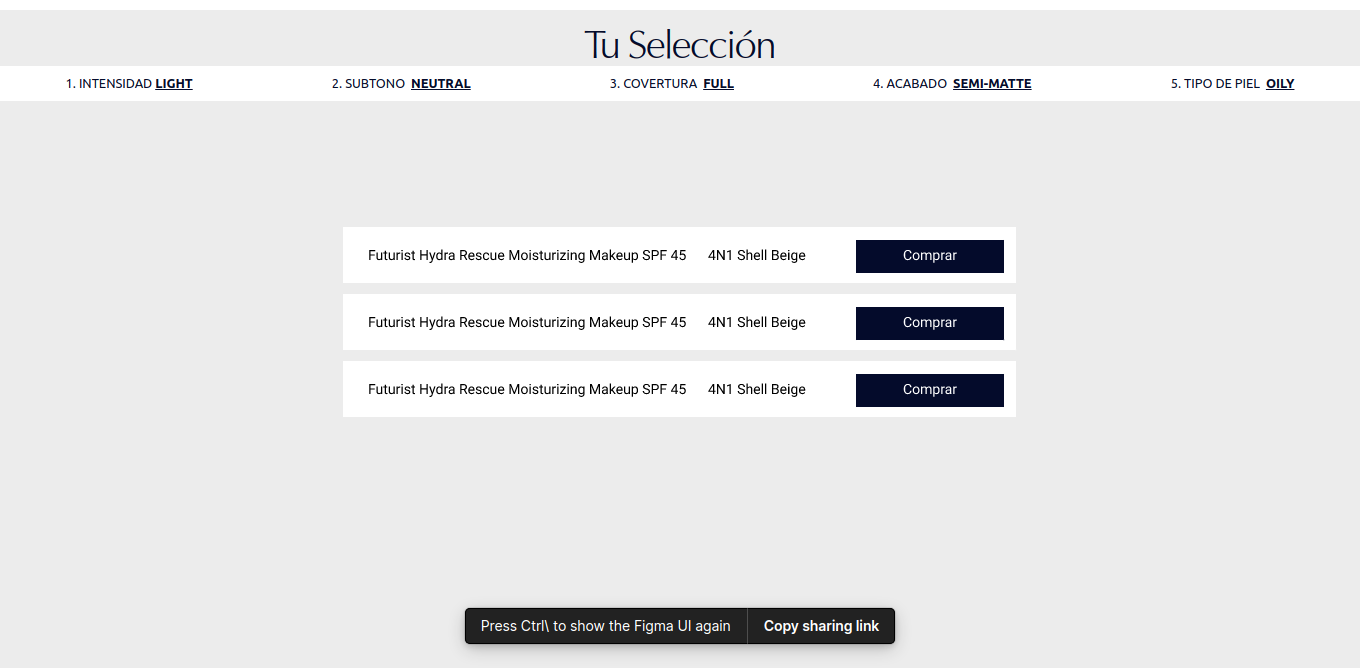 Tu Selección
1. INTENSIDAD LIGHT 2. SUBTONO NEUTRAL 3. COVERTURA FULL 4. ACABADO SEMI-MATTE 5. TIPO DE PIEL OILY
Futurist Hydra Rescue Moisturizing Makeup SPF 45 4N1 Shell Beige Comprar
Futurist Hydra Rescue Moisturizing Makeup SPF 45 4N1 Shell Beige Comprar
Futurist Hydra Rescue Moisturizing Makeup SPF 45 4N1 Shell Beige Comprar
Press Ctrl\ to show the Figma UI again Copy sharing link